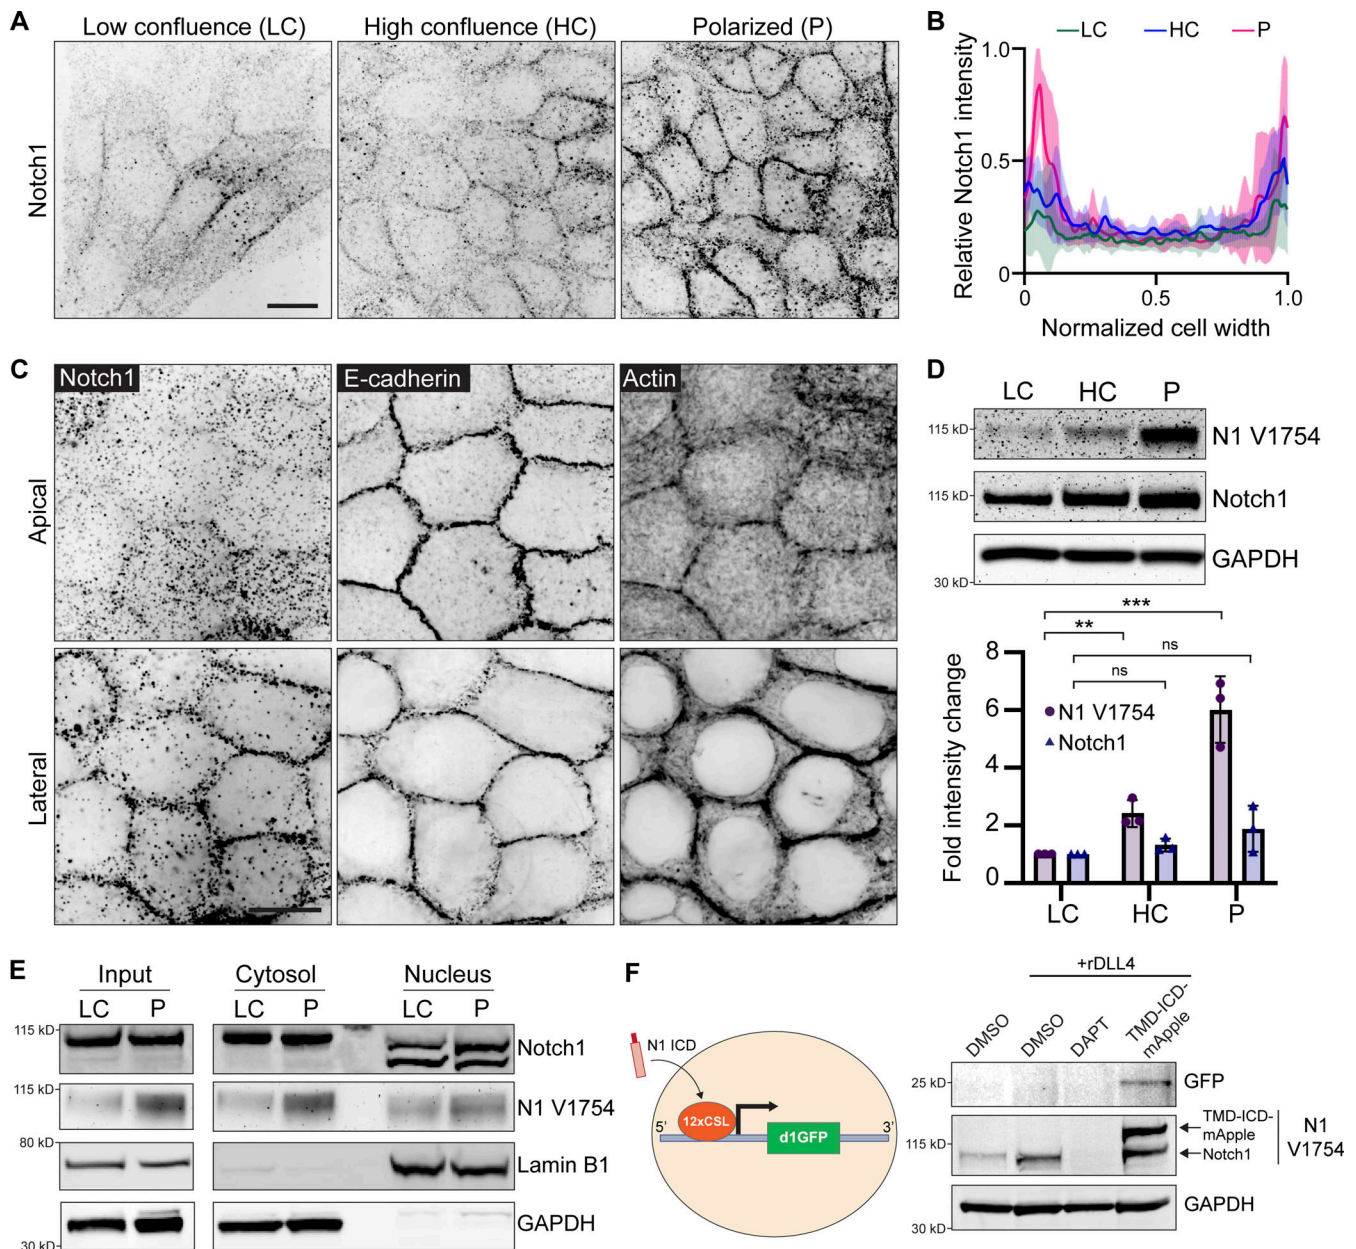 A
Low confluence (LC)
High confluence (HC)
Polarized (P)
Notch1
B
LC
HC
P
Relative Notch1 intensity
1.0
0.5
0
0
0.5
1.0
Normalized cell width
C
Notch1
E-cadherin
Actin
Apical
Lateral
D
LC
HC
P
115 kD
N1 V1754
115 kD
Notch1
GAPDH
30 kD
***
**
ns
ns
Fold intensity change
8
6
4
2
0
N1 V1754
Notch1
LC
HC
P
E
Input
Cytosol
Nucleus
LC
P
LC
P
LC
P
115 kD
Notch1
115 kD
N1 V1754
80 kD
Lamin B1
GAPDH
30 kD
F
N1 ICD
5'
12xCSL
d1GFP
3'
+rDLL4
DMSO
DMSO
DAPT
TMD-ICD-
mApple
25 kD
GFP
TMD-ICD-
mApple
115 kD
Notch1
N1
V1754
GAPDH
30 kD